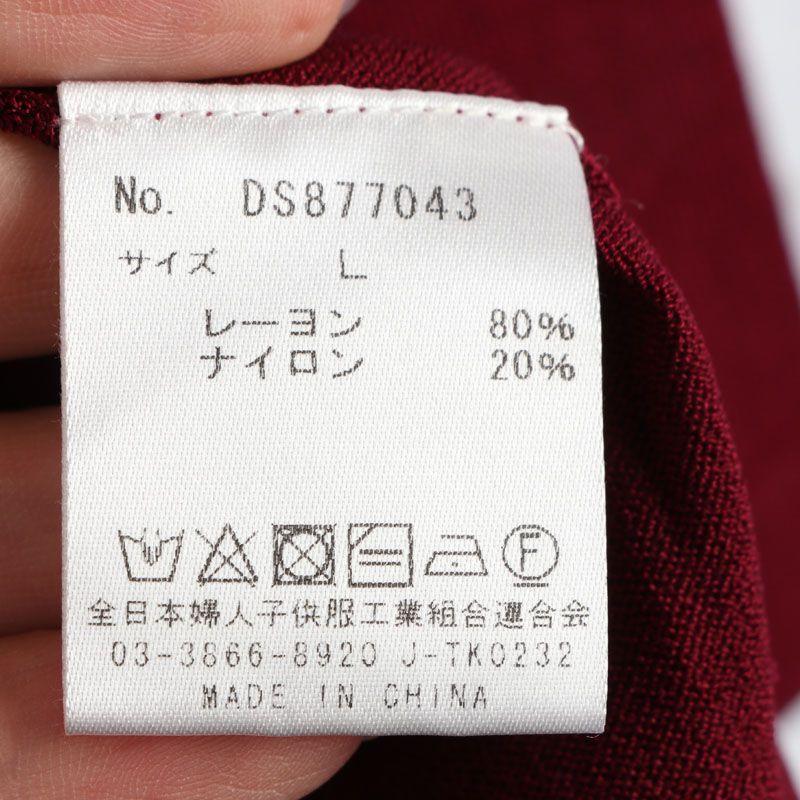 No. DS877043
サイズ L
レーヨン 80%
ナイロン 20%
F
全日本婦人子供服工業組合連合会
03-3866-8920 J-TK0232
MADE IN CHINA